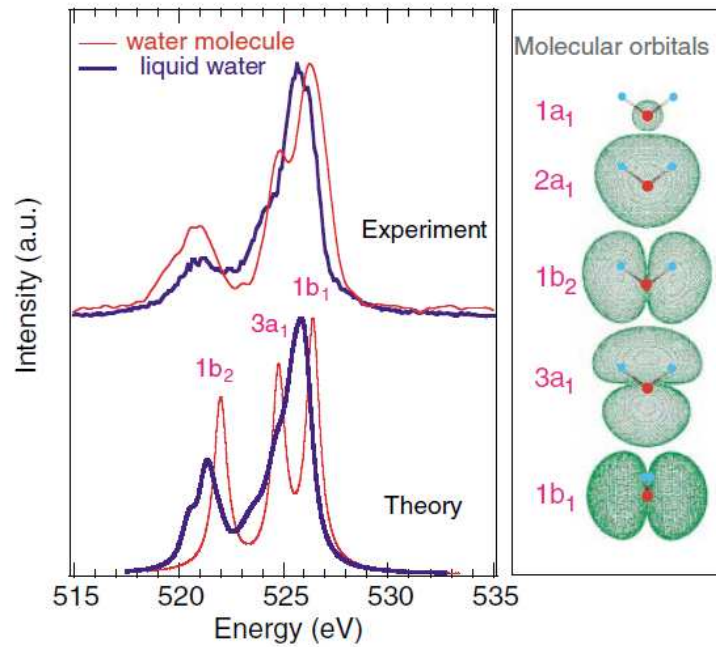 water molecule
liquid water
Experiment
1b1
3a1
1b2
Theory
Intensity (a.u.)
515 520 525 530 535
Energy (eV)
Molecular orbitals
1a1
2a1
1b2
3a1
1b1